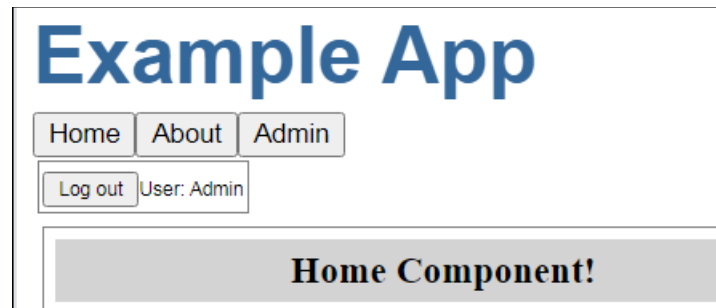 Example App
Home About Admin
Log out User: Admin
Home Component!